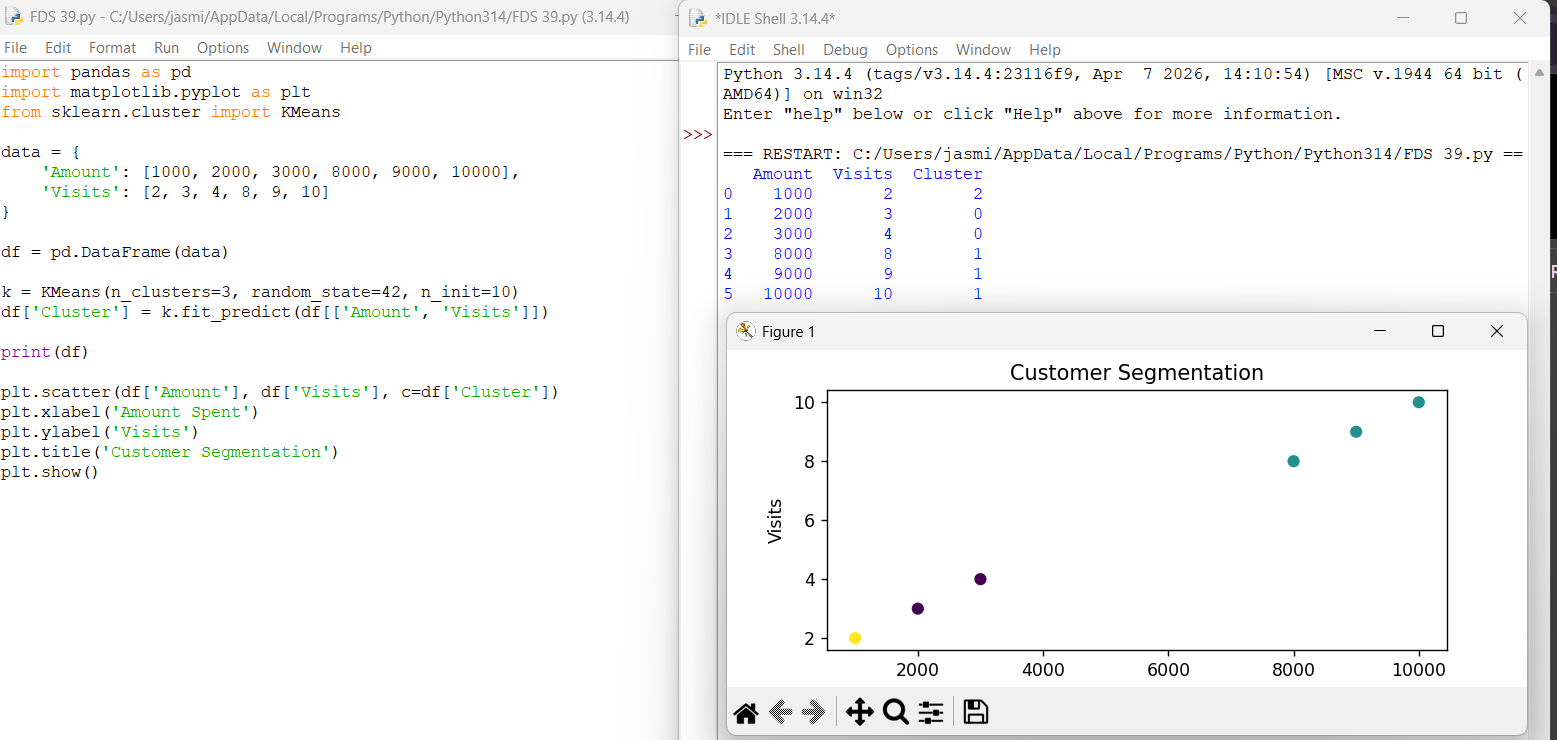 FDS 39.py - C:/Users/jasmi/AppData/Local/Programs/Python/Python314/FDS 39.py (3.14.4)
File Edit Format Run Options Window Help
import pandas as pd
import matplotlib.pyplot as plt
from sklearn.cluster import KMeans

data = {
    'Amount': [1000, 2000, 3000, 8000, 9000, 10000],
    'Visits': [2, 3, 4, 8, 9, 10]
}

df = pd.DataFrame(data)

k = KMeans(n_clusters=3, random_state=42, n_init=10)
df['Cluster'] = k.fit_predict(df[['Amount', 'Visits']])

print(df)

plt.scatter(df['Amount'], df['Visits'], c=df['Cluster'])
plt.xlabel('Amount Spent')
plt.ylabel('Visits')
plt.title('Customer Segmentation')
plt.show()
*IDLE Shell 3.14.4*
File Edit Shell Debug Options Window Help
Python 3.14.4 (tags/v3.14.4:23116f9, Apr  7 2026, 14:10:54) [MSC v.1944 64 bit (
AMD64)] on win32
Enter "help" below or click "Help" above for more information.
>>>
=== RESTART: C:/Users/jasmi/AppData/Local/Programs/Python/Python314/FDS 39.py ==
   Amount  Visits  Cluster
0    1000       2        2
1    2000       3        0
2    3000       4        0
3    8000       8        1
4    9000       9        1
5   10000      10        1
Figure 1
Customer Segmentation
10
8
6
4
2
Visits
2000 4000 6000 8000 10000